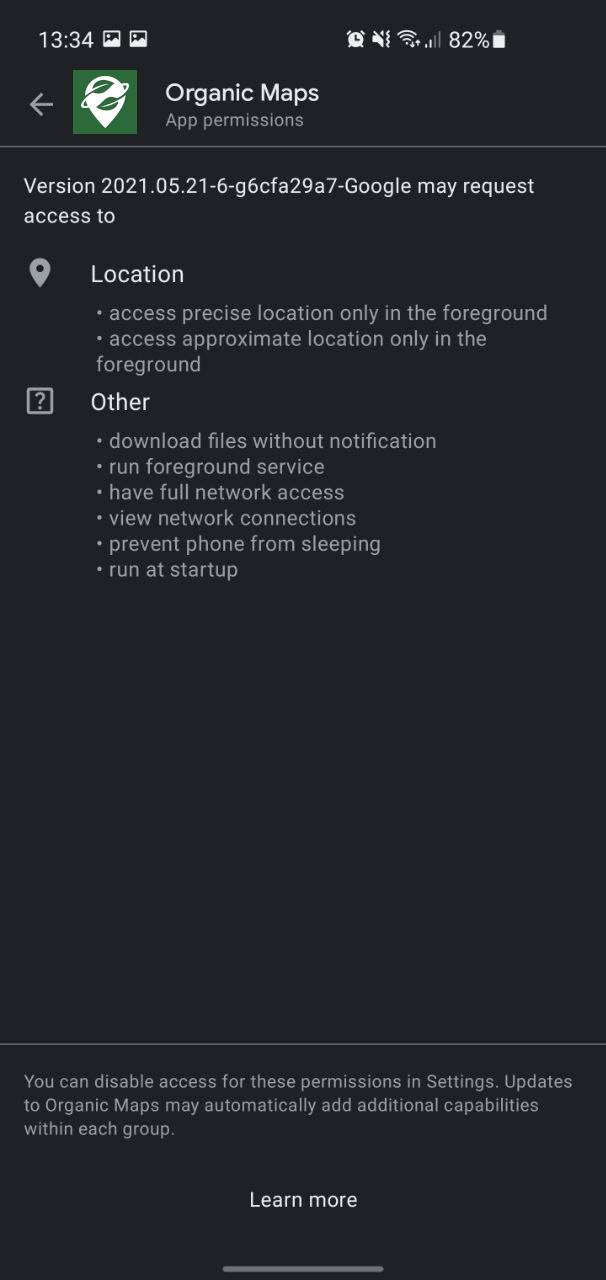 13:34
82%
Organic Maps
App permissions
Version 2021.05.21-6-g6cfa29a7-Google may request
access to
Location
• access precise location only in the foreground
• access approximate location only in the
foreground
?
Other
• download files without notification
• run foreground service
• have full network access
• view network connections
• prevent phone from sleeping
• run at startup
You can disable access for these permissions in Settings. Updates
to Organic Maps may automatically add additional capabilities
within each group.
Learn more